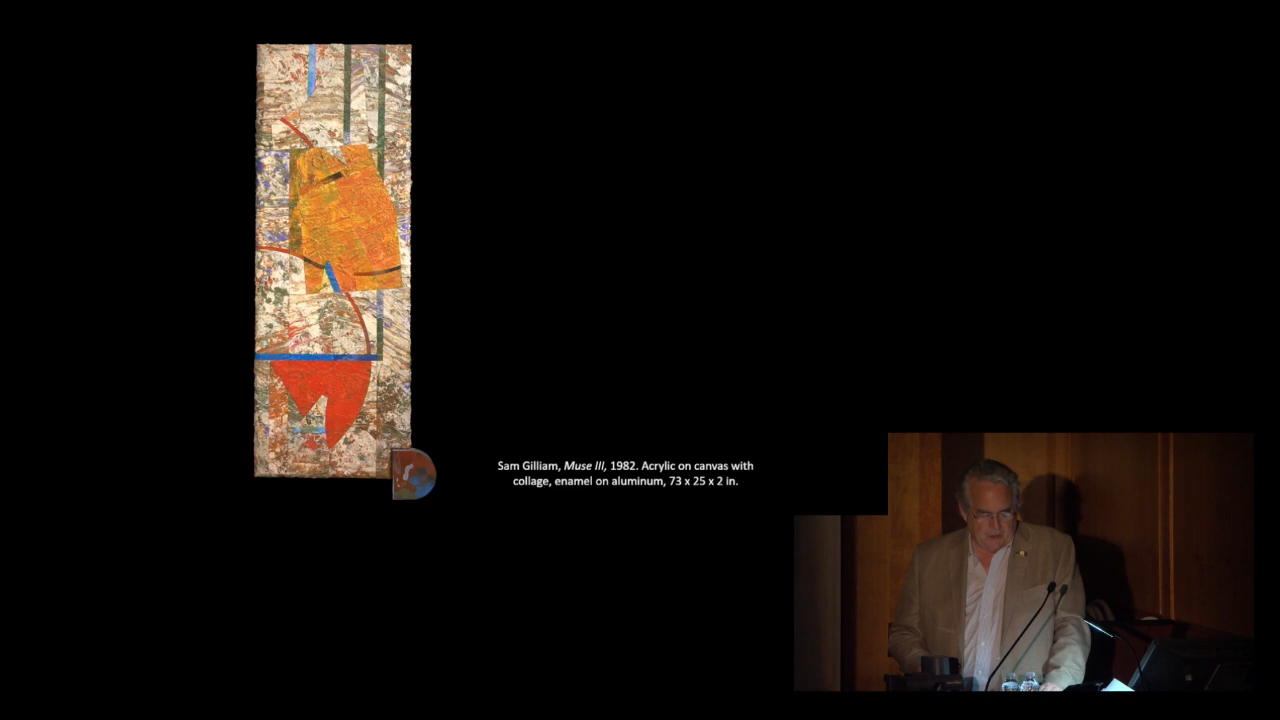 Sam Gilliam, Muse III, 1982. Acrylic on canvas with
collage, enamel on aluminum, 73 x 25 x 2 in.